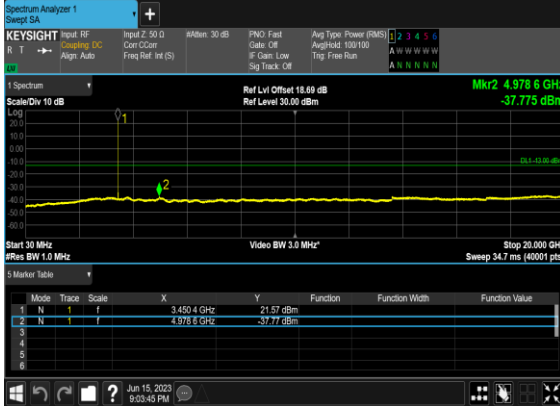 Spectrum Analyzer 1
Swept SA
+
KEYSIGHT Input: RF Input Z: 50 Ω #Atten: 30 dB PNO: Fast Avg Type: Power (RMS) 1 2 3 4 5 6
R T Coupling: DC Corr CCorr Gate: Off Avg|Hold: 100/100 A W W W W W
Align: Auto Freq Ref: Int (S) IF Gain: Low Trig: Free Run
Sig Track: Off A N N N N N
LXI
1 Spectrum Ref Lvl Offset 18.69 dB Mkr2 4.978 6 GHz
Scale/Div 10 dB Ref Level 30.00 dBm -37.775 dBm
Log
20.0
10.0
0.00
-10.0
DL1 -13.00 dBm
-20.0
-30.0
-40.0
-50.0
-60.0
1
2
Start 30 MHz Video BW 3.0 MHz* Stop 20.000 GHz
#Res BW 1.0 MHz Sweep 34.7 ms (40001 pts)
5 Marker Table
Mode Trace Scale X Y Function Function Width Function Value
1 N 1 f 3.450 4 GHz 21.57 dBm
2 N 1 f 4.978 6 GHz -37.77 dBm
3
4
5
6
? Jun 15, 2023
9:03:45 PM